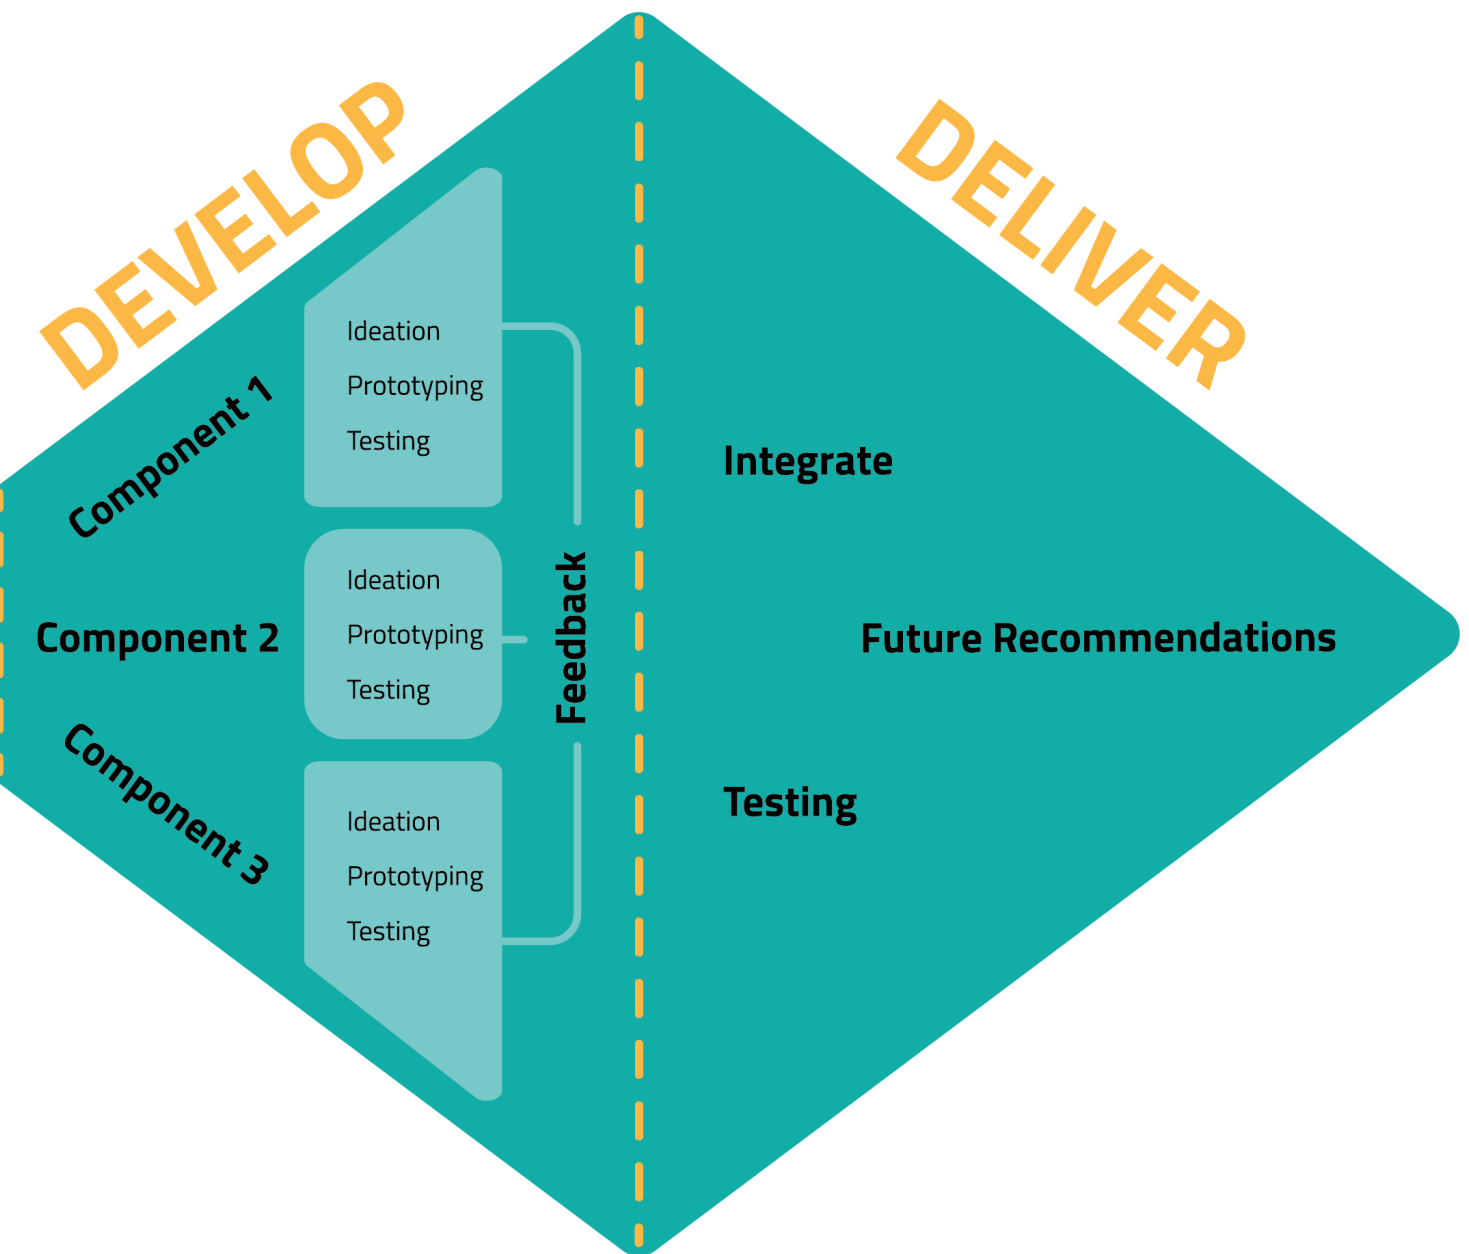 DEVELOP
Component 1
Ideation
Prototyping
Testing
Component 2
Ideation
Prototyping
Testing
Component 3
Ideation
Prototyping
Testing
Feedback
DELIVER
Integrate
Future Recommendations
Testing